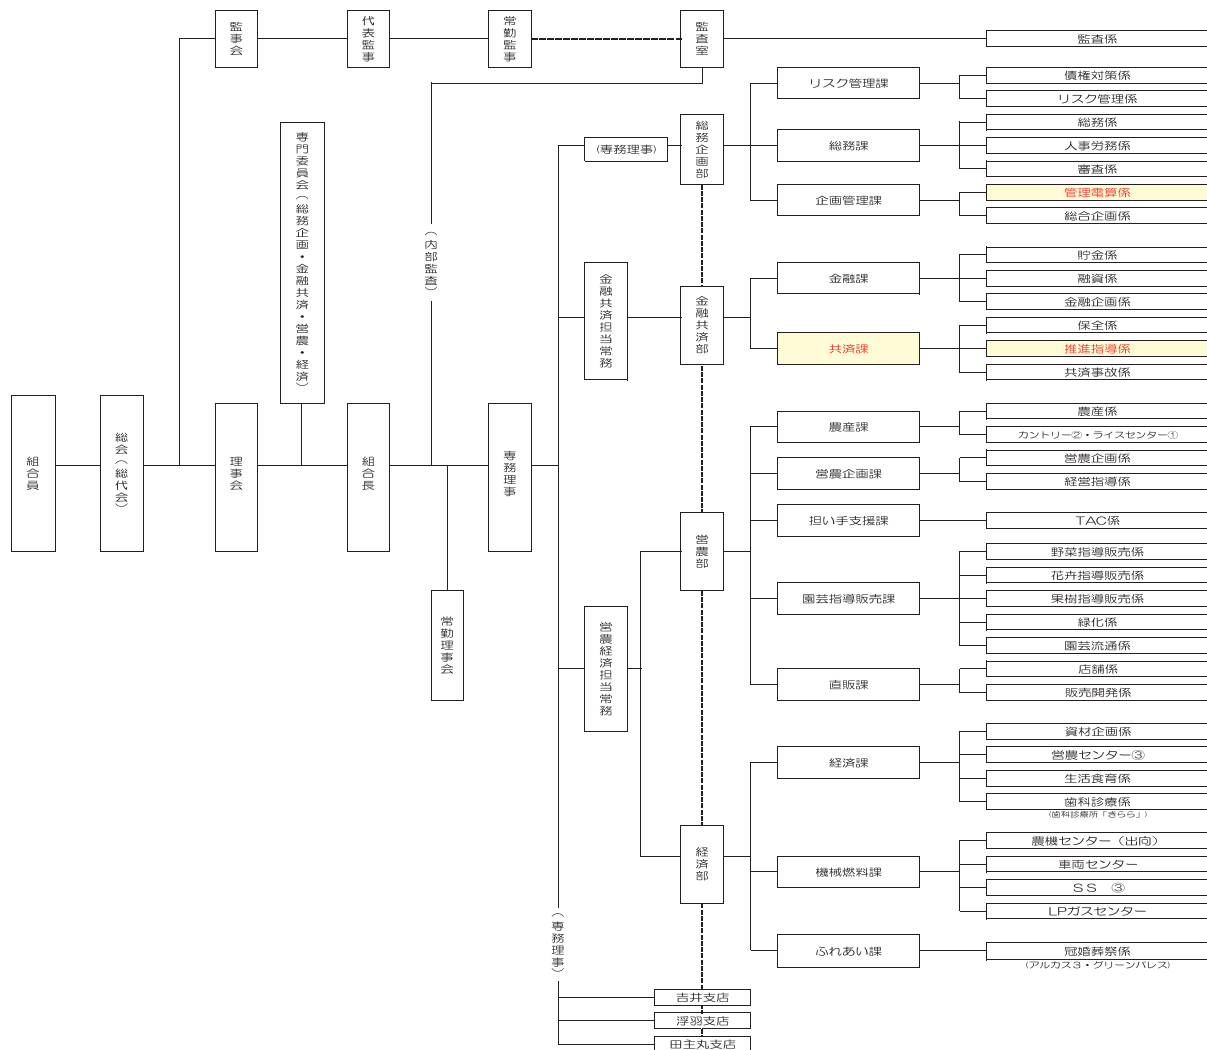 監事会
代表監事
常勤監事
監査室
監査係
専門委員会(総務企画・金融共済・営農・経済)
(内部監査)
組合員
総会(総代会)
理事会
組合長
専務理事
常勤理事会
(専務理事)
総務企画部
リスク管理課
債権対策係
リスク管理係
総務課
総務係
人事労務係
審査係
企画管理課
管理電算係
総合企画係
金融共済担当常務
金融共済部
金融課
貯金係
融資係
金融企画係
共済課
保全係
推進指導係
共済事故係
営農経済担当常務
営農部
農産課
農産係
カントリー②・ライスセンター①
営農企画課
営農企画係
経営指導係
担い手支援課
TAC係
園芸指導販売課
野菜指導販売係
花卉指導販売係
果樹指導販売係
緑化係
園芸流通係
直販課
店舗係
販売開発係
経済部
経済課
資材企画係
営農センター③
生活食育係
歯科診療係
(歯科診療所「きらら」)
機械燃料課
農機センター（出向）
車両センター
ＳＳ　③
LPガスセンター
ふれあい課
冠婚葬祭係
(アルカス３・グリーンパレス)
(専務理事)
吉井支店
浮羽支店
田主丸支店